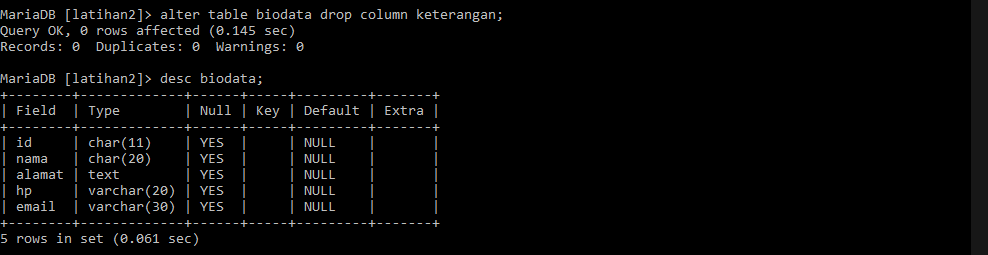 MariaDB [latihan2]> alter table biodata drop column keterangan;
Query OK, 0 rows affected (0.145 sec)
Records: 0  Duplicates: 0  Warnings: 0

MariaDB [latihan2]> desc biodata;
+--------+-------------+------+-----+---------+-------+
| Field  | Type        | Null | Key | Default | Extra |
+--------+-------------+------+-----+---------+-------+
| id     | char(11)    | YES  |     | NULL    |       |
| nama   | char(20)    | YES  |     | NULL    |       |
| alamat | text        | YES  |     | NULL    |       |
| hp     | varchar(20) | YES  |     | NULL    |       |
| email  | varchar(30) | YES  |     | NULL    |       |
+--------+-------------+------+-----+---------+-------+
5 rows in set (0.061 sec)